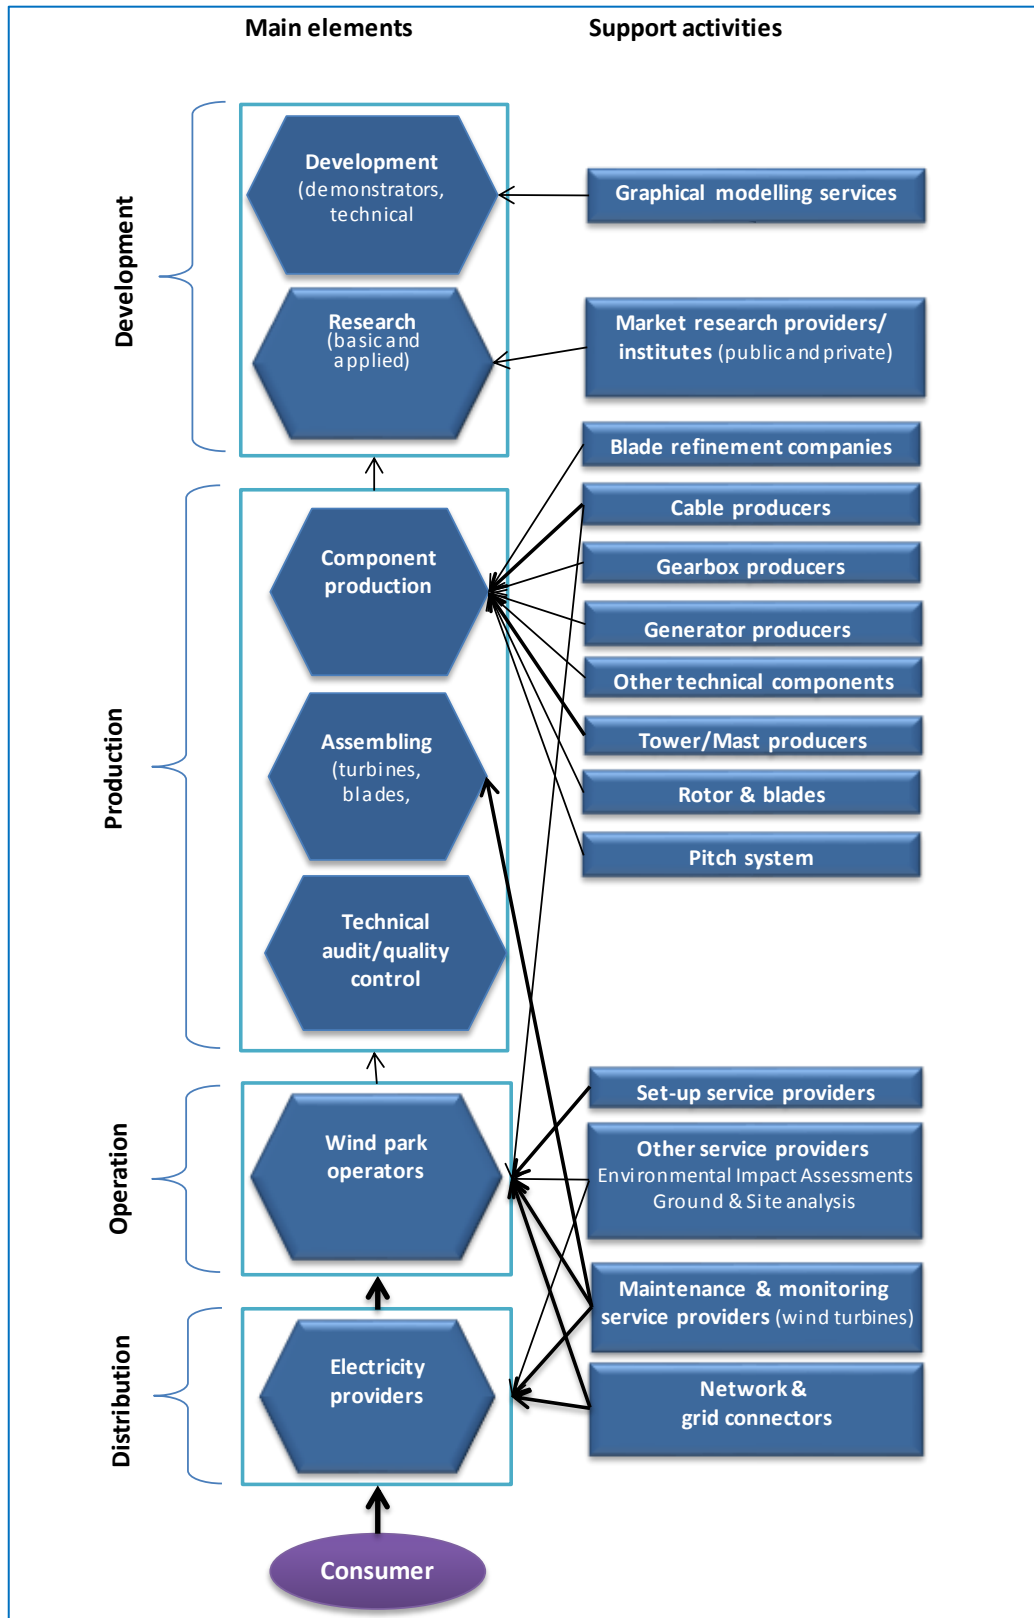 Main elements
Support activities
Development
Development
(demonstrators,
technical
Research
(basic and
applied)
Graphical modelling services
Market research providers/
institutes (public and private)
Production
Component
production
Assembling
(turbines,
blades,
Technical
audit/quality
control
Blade refinement companies
Cable producers
Gearbox producers
Generator producers
Other technical components
Tower/Mast producers
Rotor & blades
Pitch system
Operation
Wind park
operators
Set-up service providers
Other service providers
Environmental Impact Assessments
Ground & Site analysis
Maintenance & monitoring
service providers (wind turbines)
Distribution
Electricity
providers
Network &
grid connectors
Consumer